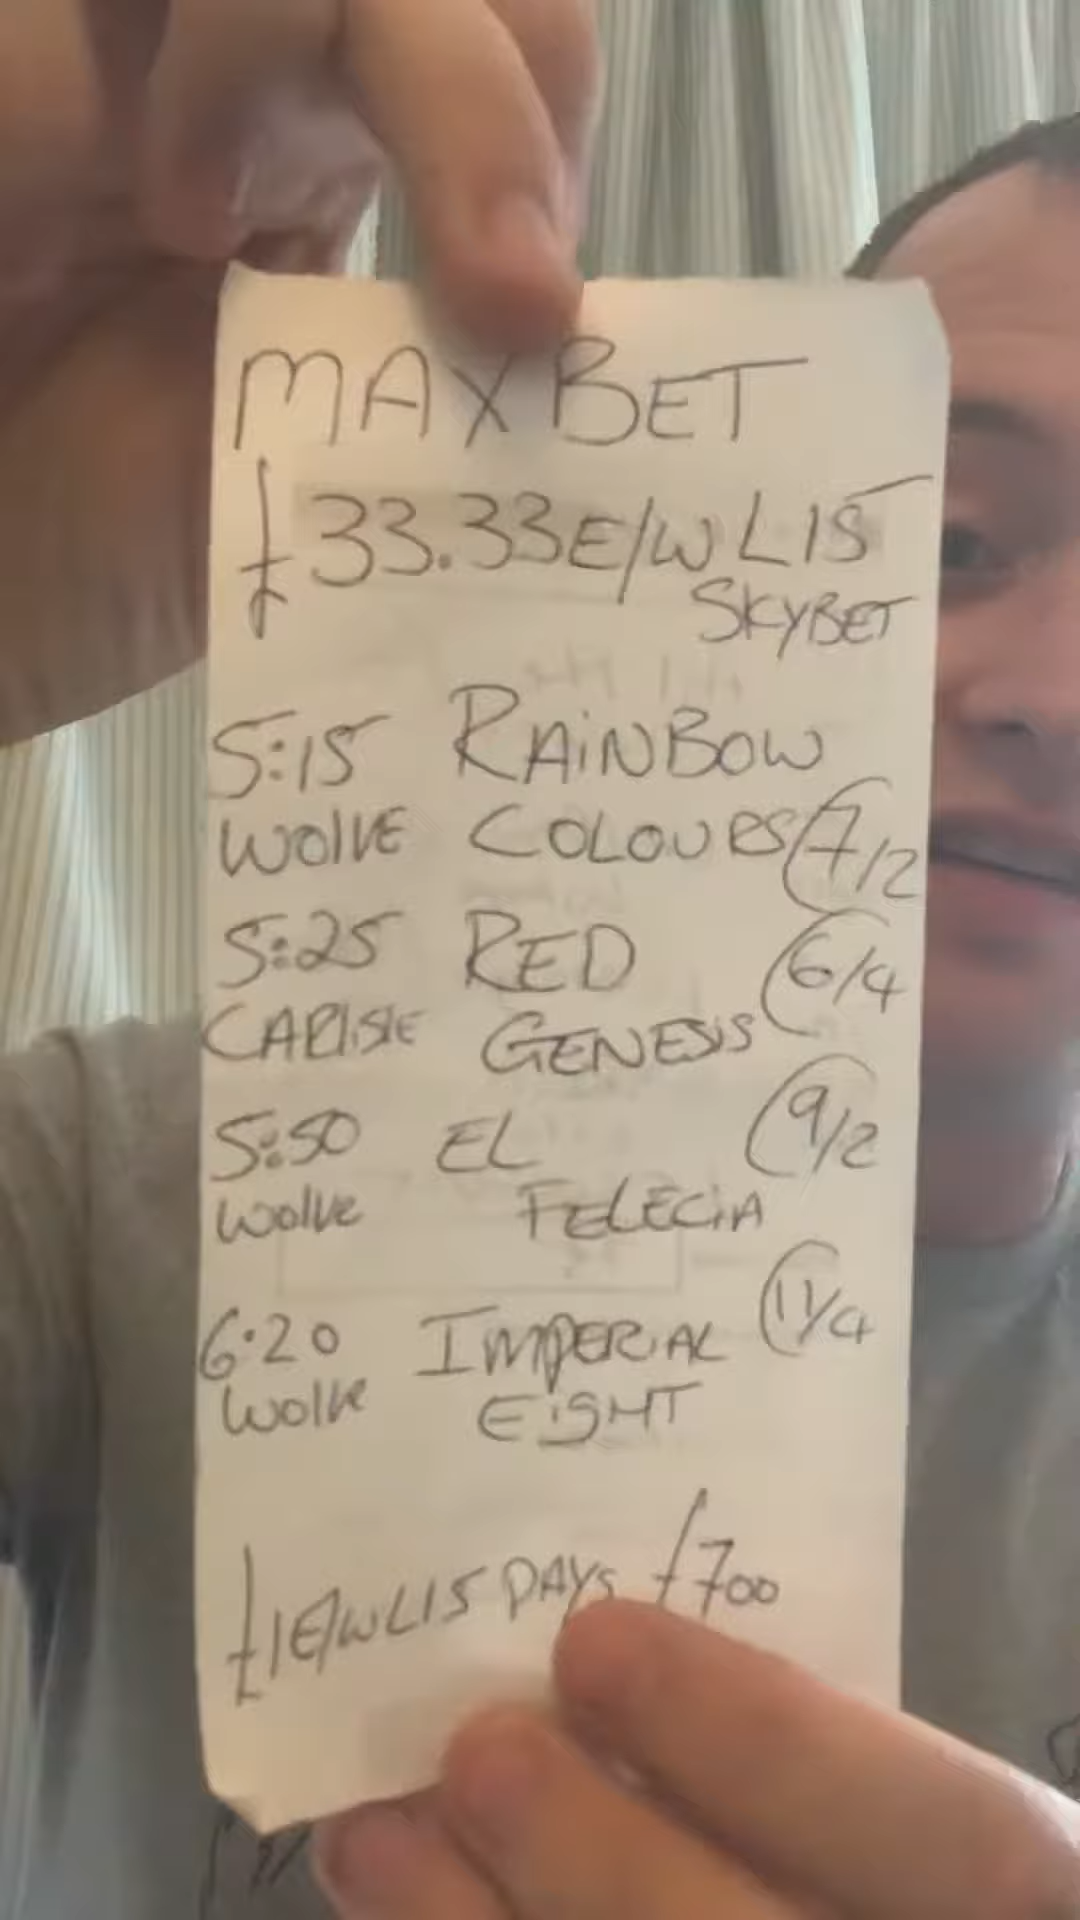 MAX BET
£33.33E/W L15
SKYBET
5:15 RAiNBOW
WOlVE COLOURS 7/2
5:25 RED 6/4
CARliSlE GENESiS
5:50 EL 9/2
Wolve FELECiA
6.20 IMPERiAL 11/4
Wolve EiGHT
£1E/WL15 PAYS £700